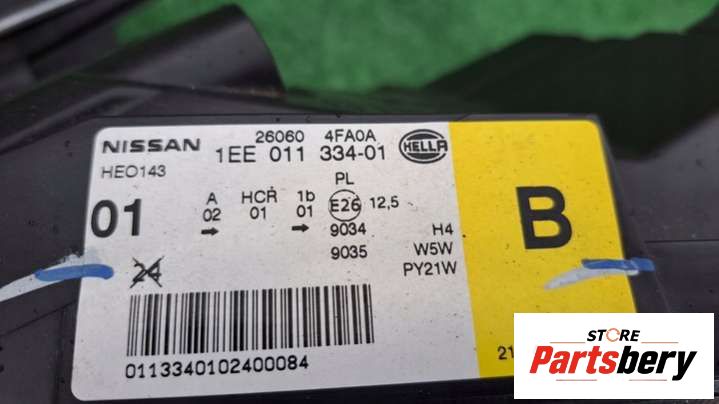 NISSAN 26060 4FA0A
1EE 011 334-01 HELLA
HEO143
PL
01 A HCR 1b E26 12,5
02 01 01
→ → 9034 H4
9035 W5W
PY21W
24
B
0113340102400084
21
STORE
Partsbery